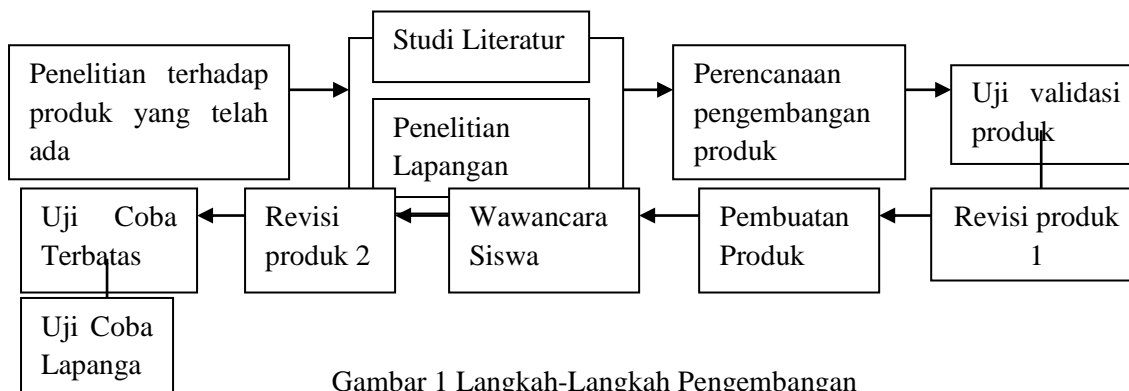 Penelitian terhadap
produk yang telah
ada
Studi Literatur
Penelitian
Lapangan
Perencanaan
pengembangan
produk
Uji validasi
produk
Revisi produk
1
Pembuatan
Produk
Wawancara
Siswa
Revisi
produk 2
Uji Coba
Terbatas
Uji Coba
Lapanga
Gambar 1 Langkah-Langkah Pengembangan